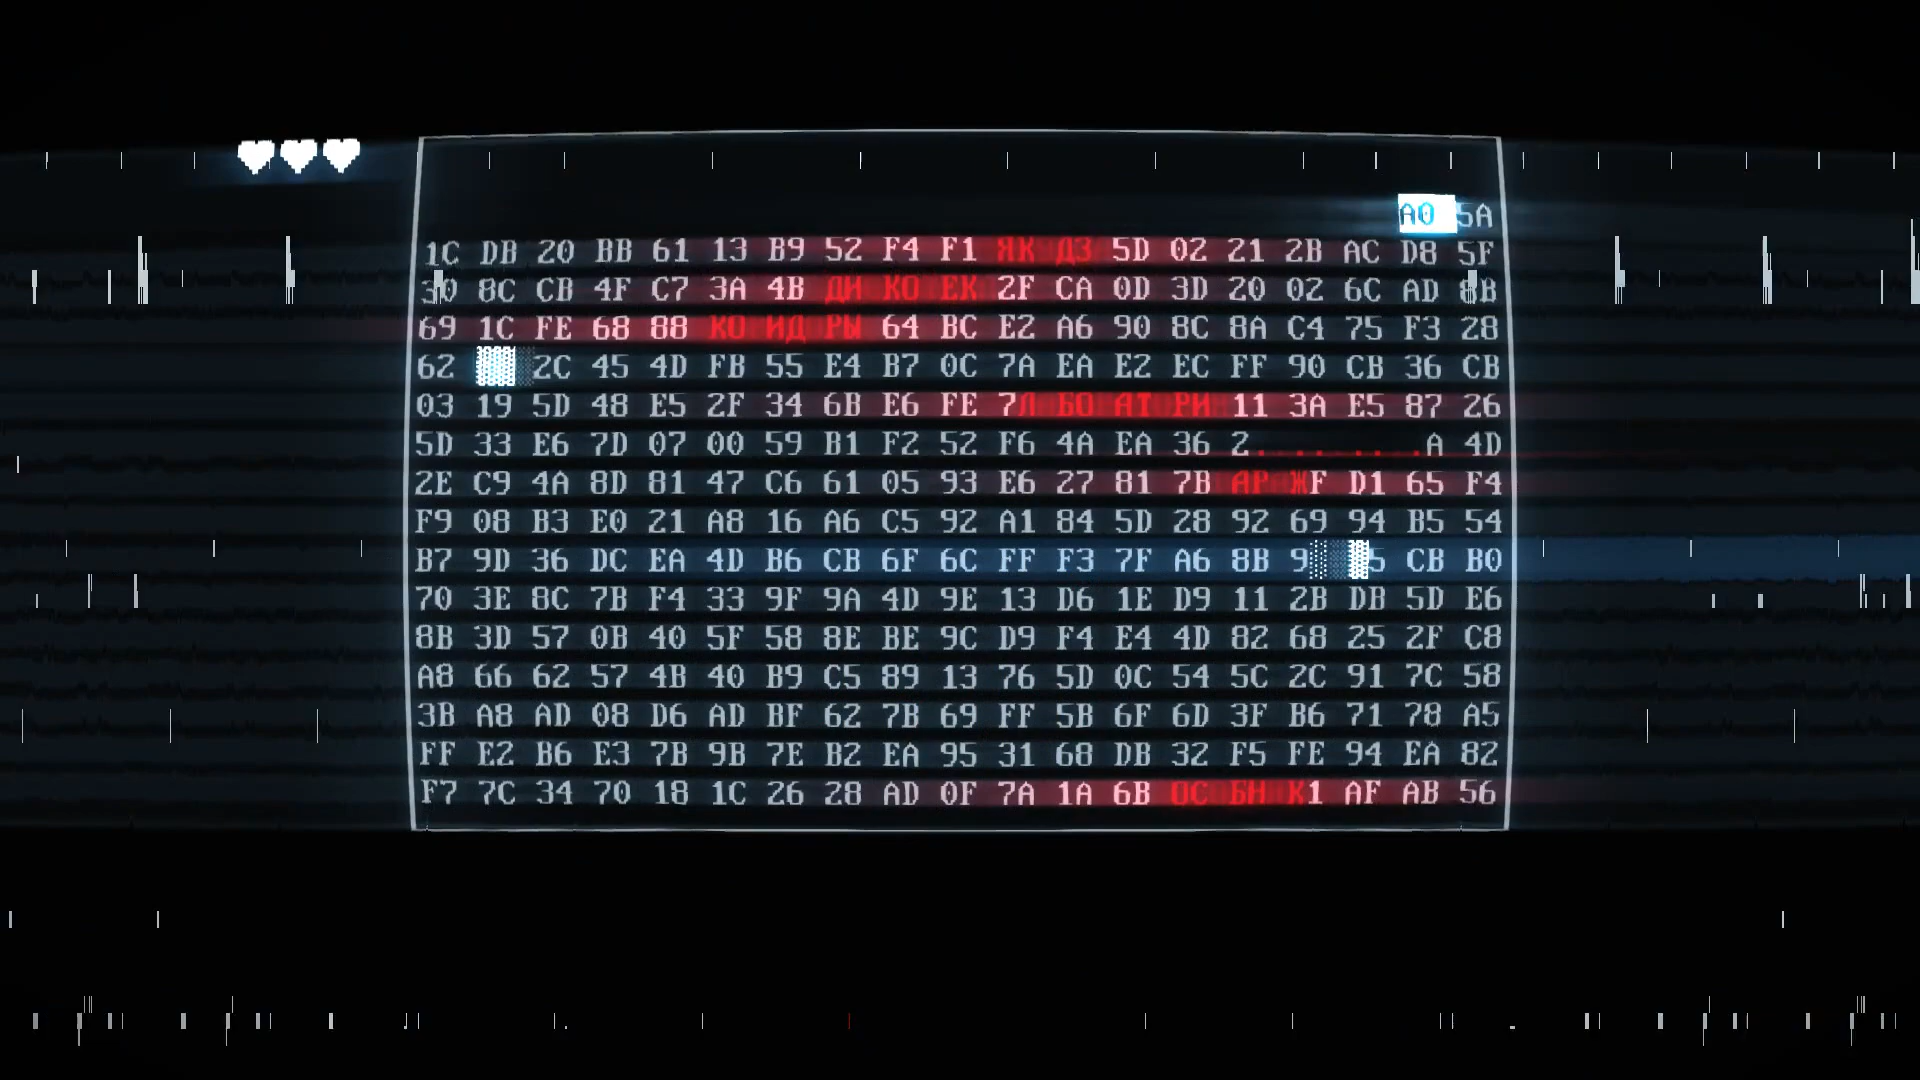 A0 5A
1C DB 20 BB 61 13 B9 52 F4 F1 ЯК ДЗ 5D 02 21 2B AC D8 5F
30 8C CB 4F C7 3A 4B ДИ КО ЕК 2F CA 0D 3D 20 02 6C AD 8B
69 1C FE 68 88 КО ИД РЫ 64 BC E2 A6 90 8C 8A C4 75 F3 28
62 2C 45 4D FB 55 E4 B7 0C 7A EA E2 EC FF 90 CB 36 CB
03 19 5D 48 E5 2F 34 6B E6 FE 7Л БО АТ РИ 11 3A E5 87 26
5D 33 E6 7D 07 00 59 B1 F2 52 F6 4A EA 36 2........A 4D
2E C9 4A 8D 81 47 C6 61 05 93 E6 27 81 7B АР ЖF D1 65 F4
F9 08 B3 E0 21 A8 16 A6 C5 92 A1 84 5D 28 92 69 94 B5 54
B7 9D 36 DC EA 4D B6 CB 6F 6C FF F3 7F A6 8B 9 5 CB B0
70 3E 8C 7B F4 33 9F 9A 4D 9E 13 D6 1E D9 11 2B DB 5D E6
8B 3D 57 0B 40 5F 58 8E BE 9C D9 F4 E4 4D 82 68 25 2F C8
A8 66 62 57 4B 40 B9 C5 89 13 76 5D 0C 54 5C 2C 91 7C 58
3B A8 AD 08 D6 AD BF 62 7B 69 FF 5B 6F 6D 3F B6 71 78 A5
FF E2 B6 E3 7B 9B 7E B2 EA 95 31 68 DB 32 F5 FE 94 EA 82
F7 7C 34 70 18 1C 26 28 AD 0F 7A 1A 6B ОС БН К1 AF AB 56